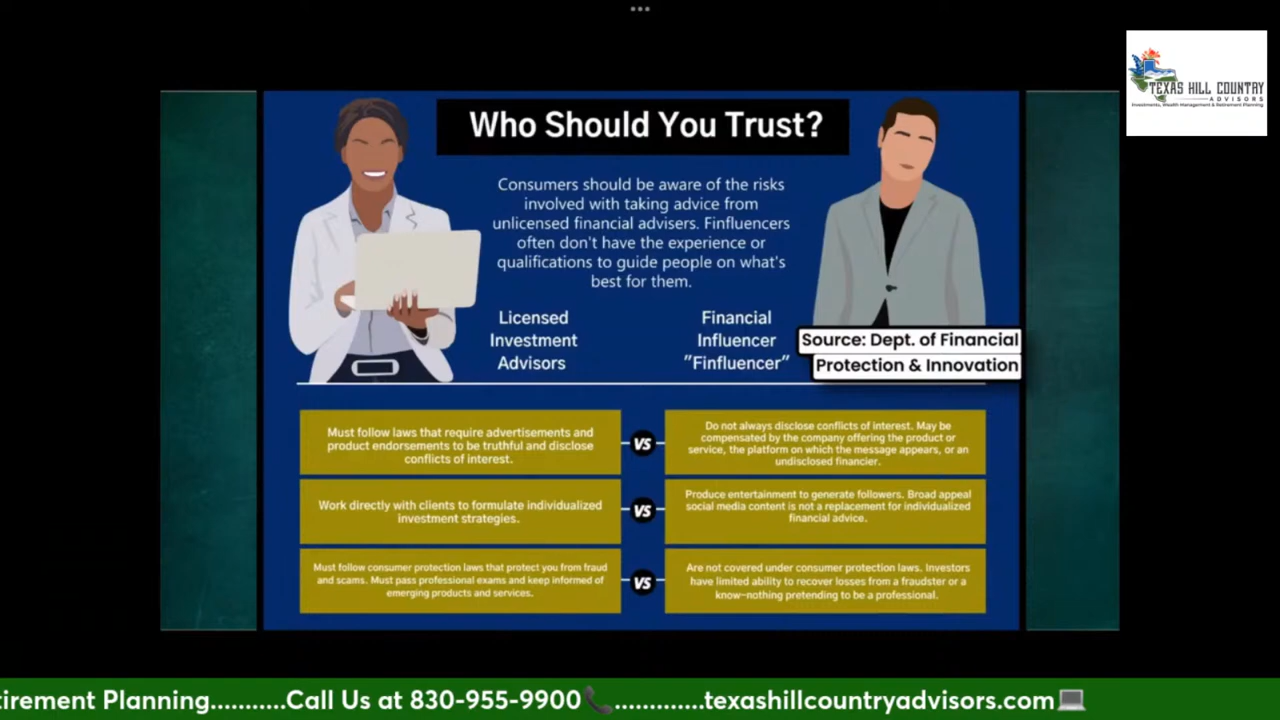 TEXAS HILL COUNTRY
ADVISORS
Investments, Wealth Management & Retirement Planning
Who Should You Trust?
Consumers should be aware of the risks
involved with taking advice from
unlicensed financial advisers. Finfluencers
often don't have the experience or
qualifications to guide people on what's
best for them.
Licensed
Investment
Advisors
Financial
Influencer
"Finfluencer"
Source: Dept. of Financial
Protection & Innovation
Must follow laws that require advertisements and
product endorsements to be truthful and disclose
conflicts of interest.
VS
Do not always disclose conflicts of interest. May be
compensated by the company offering the product or
service, the platform on which the message appears, or an
undisclosed financier.
Work directly with clients to formulate individualized
investment strategies.
VS
Produce entertainment to generate followers. Broad appeal
social media content is not a replacement for individualized
financial advice.
Must follow consumer protection laws that protect you from fraud
and scams. Must pass professional exams and keep informed of
emerging products and services.
VS
Are not covered under consumer protection laws. Investors
have limited ability to recover losses from a fraudster or a
know-nothing pretending to be a professional.
tirement Planning..........Call Us at 830-955-9900📞............texashillcountryadvisors.com💻